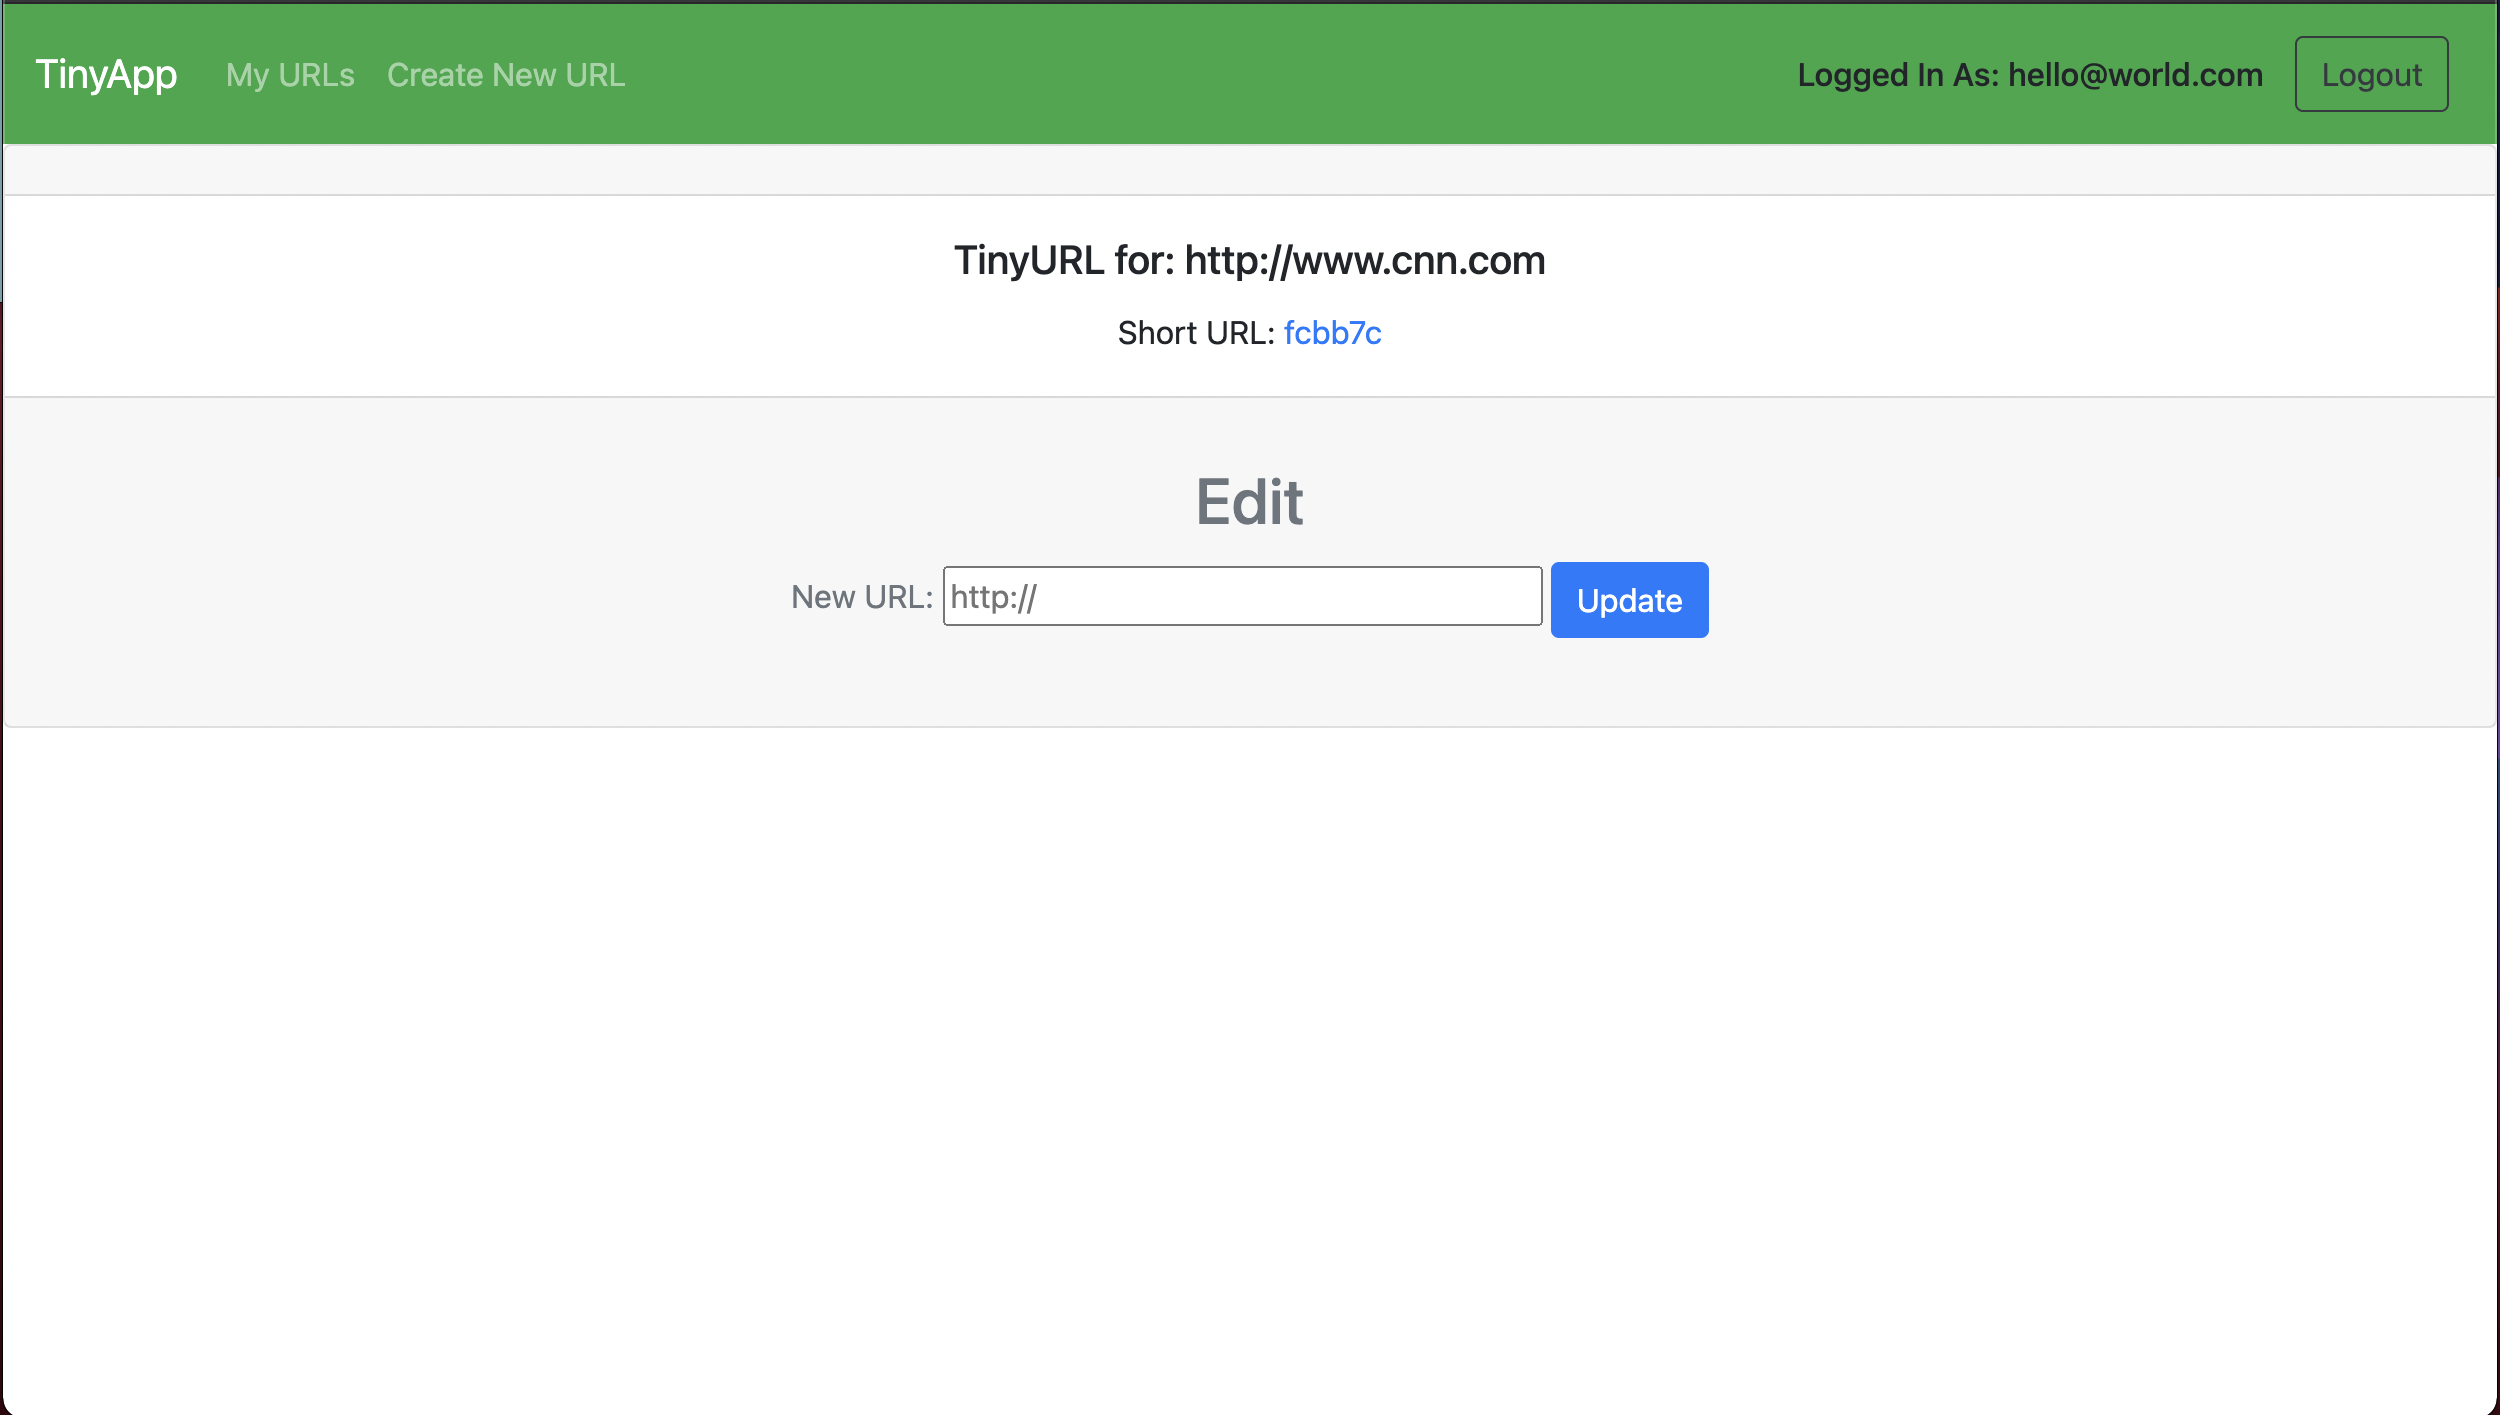 TinyApp My URLs Create New URL Logged In As: hello@world.com Logout
TinyURL for: http://www.cnn.com
Short URL: fcbb7c
Edit
New URL: http:// Update